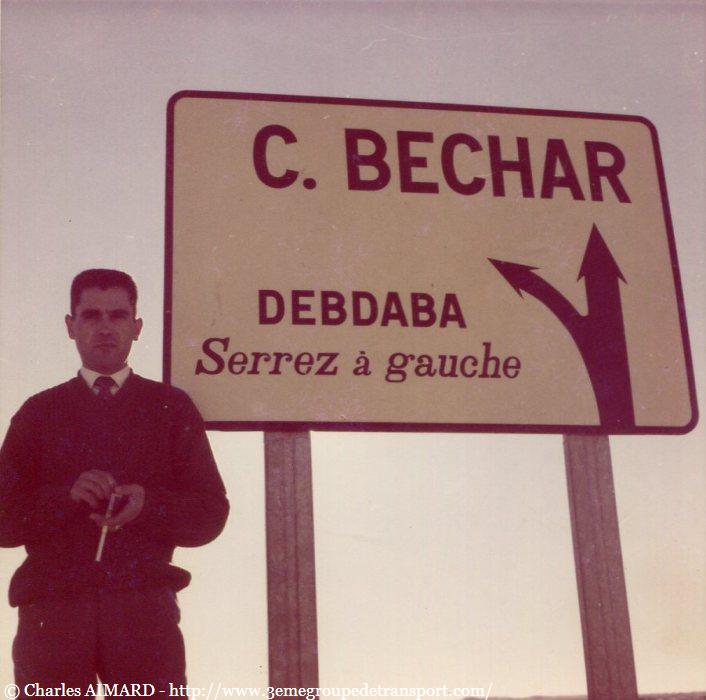 C. BECHAR
DEBDABA
Serrez à gauche
© Charles AIMARD - http://www.3emegroupedetransport.com/